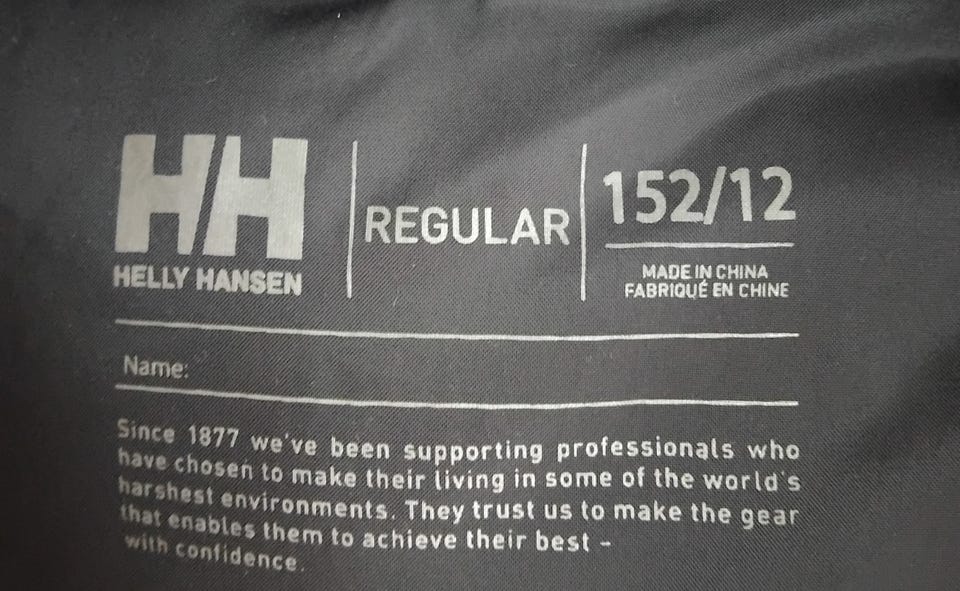 HH
HELLY HANSEN
REGULAR
152/12
MADE IN CHINA
FABRIQUÉ EN CHINE
Name:
Since 1877 we've been supporting professionals who
have chosen to make their living in some of the world's
harshest environments. They trust us to make the gear
that enables them to achieve their best -
with confidence.